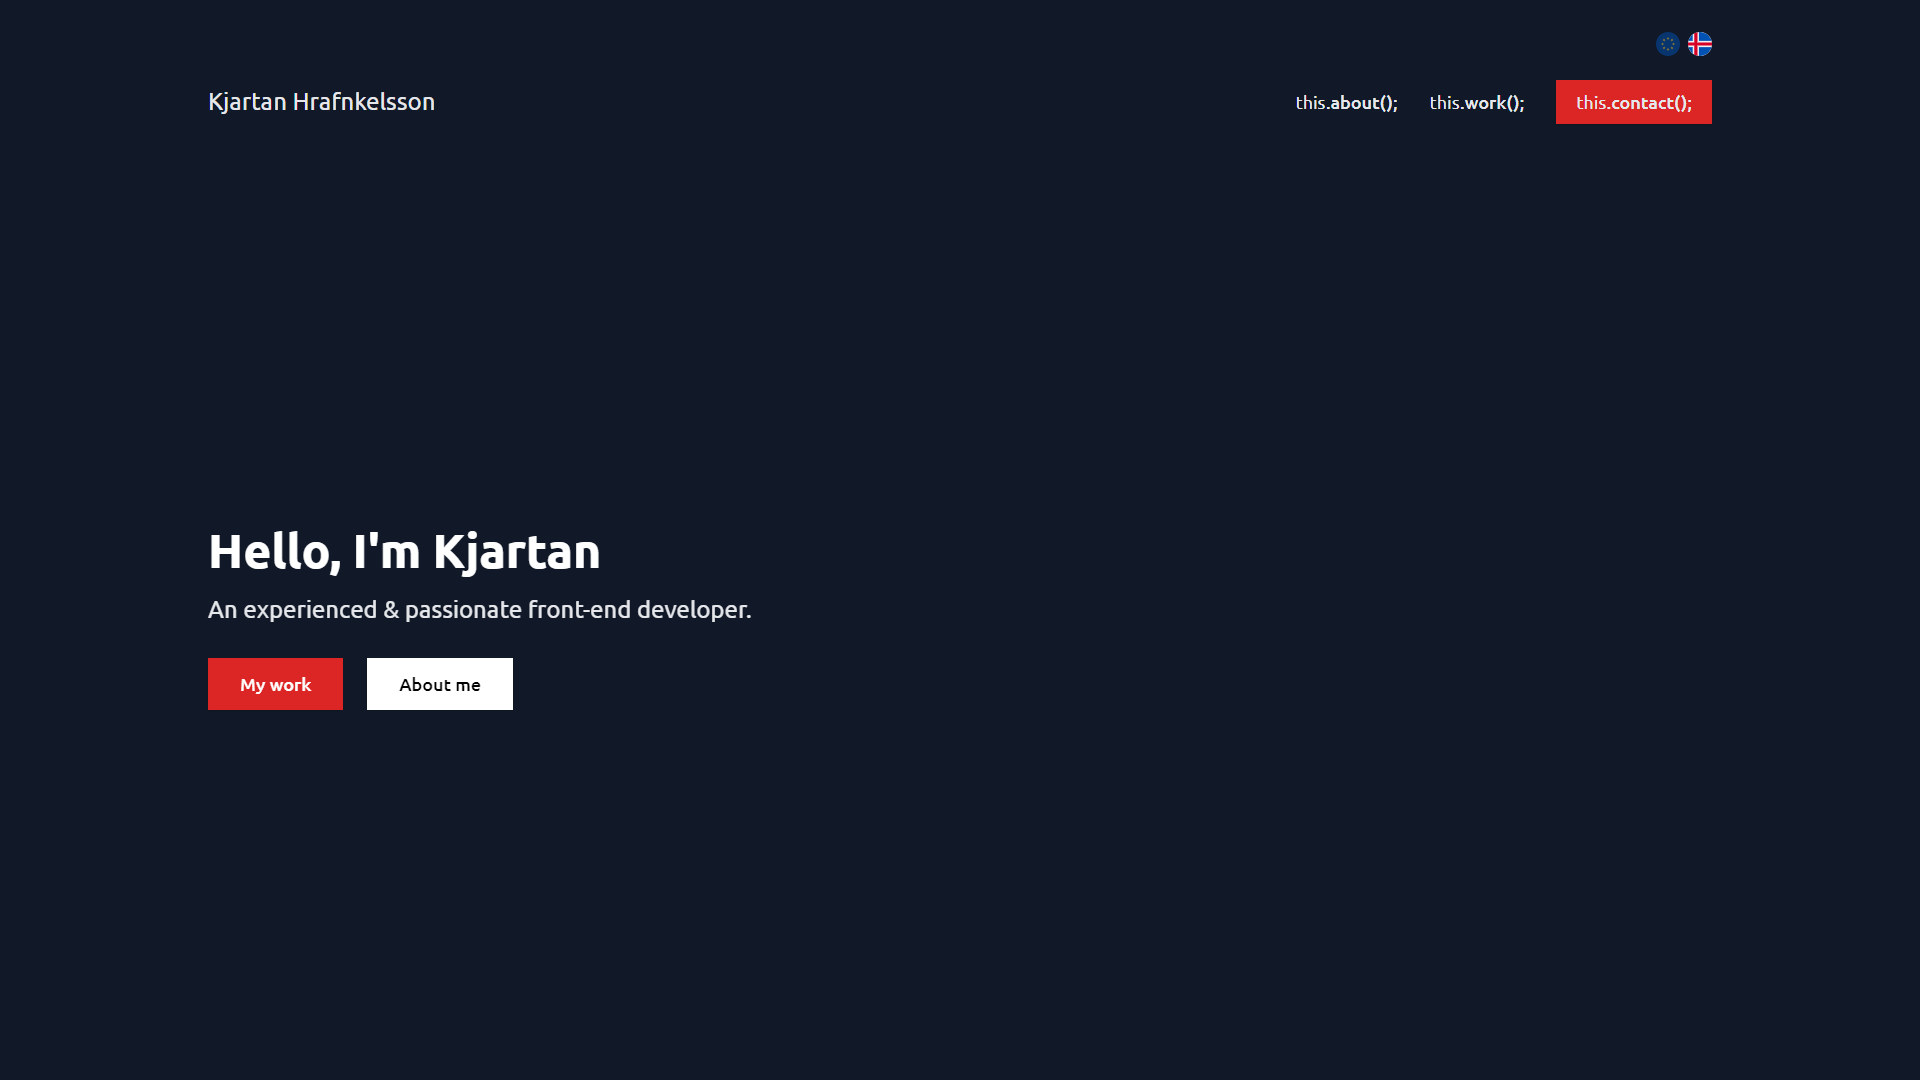 Kjartan Hrafnkelsson
this.about();
this.work();
this.contact();
Hello, I'm Kjartan
An experienced & passionate front-end developer.
My work
About me